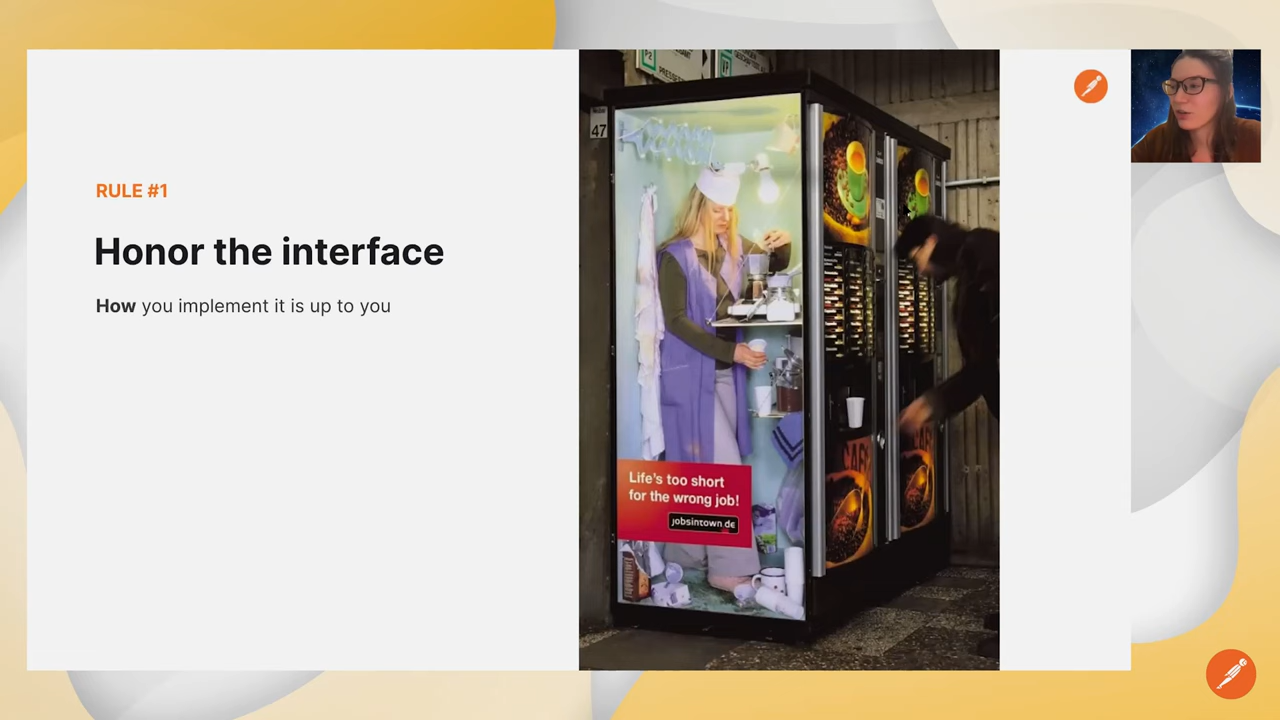 RULE #1
Honor the interface
How you implement it is up to you
47
Life's too short
for the wrong job!
jobsintown.de
CAFE